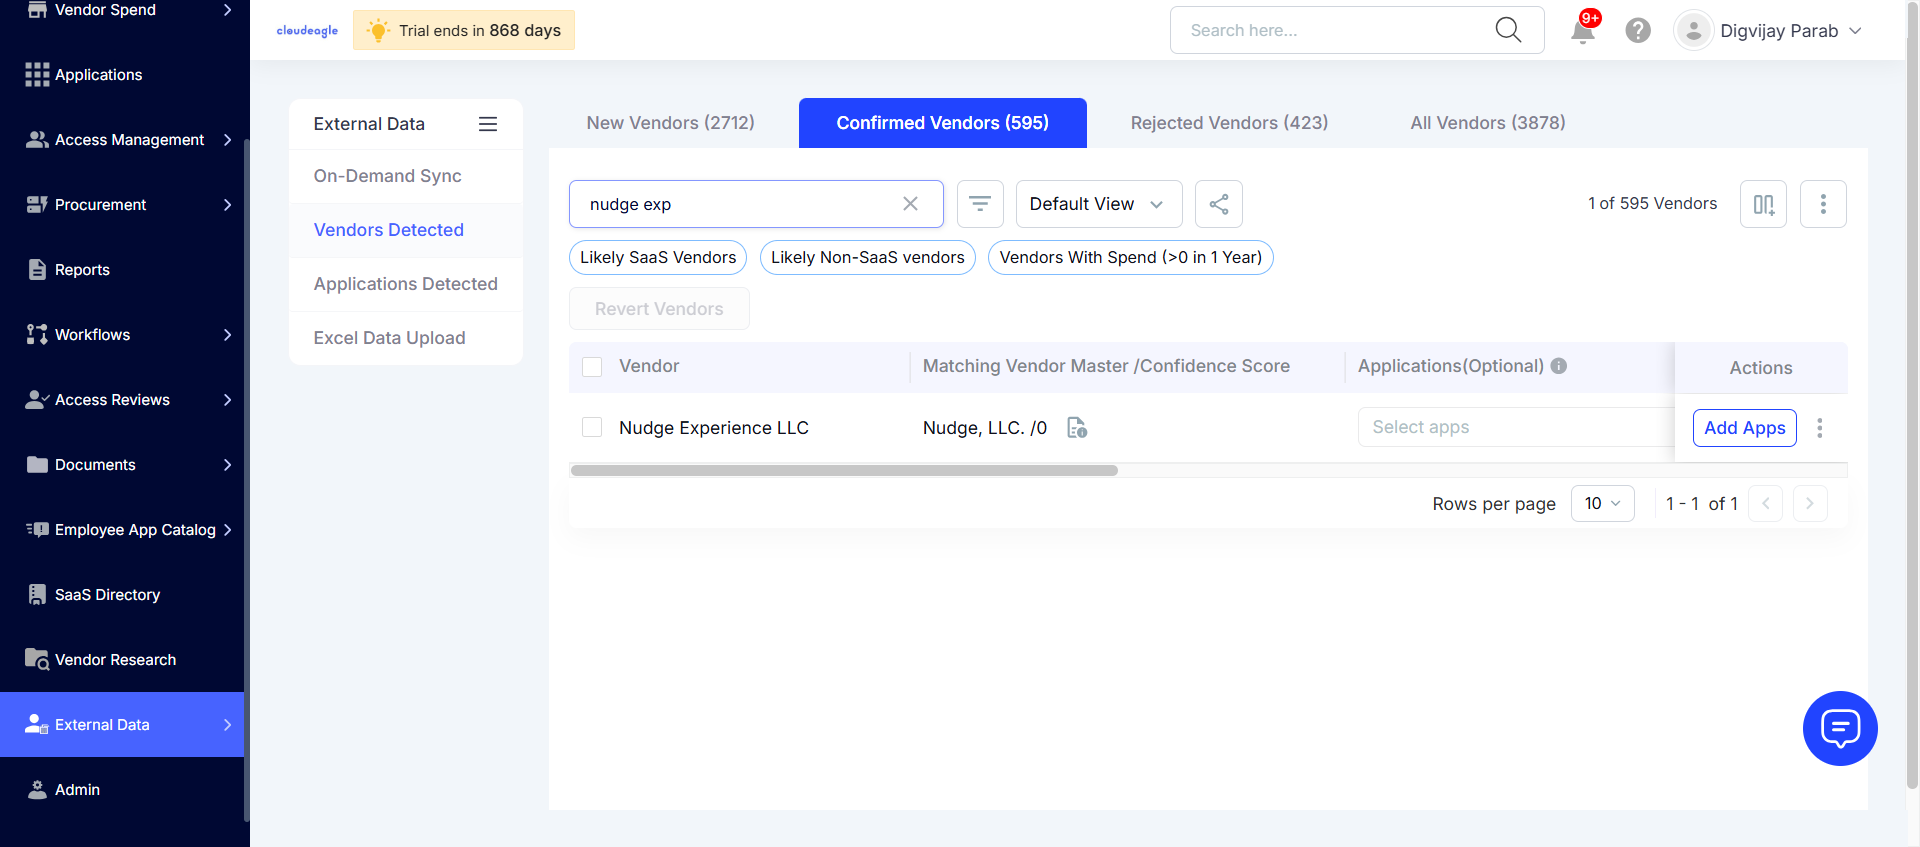 Vendor Spend
Applications
Access Management
Procurement
Reports
Workflows
Access Reviews
Documents
Employee App Catalog
SaaS Directory
Vendor Research
External Data
Admin
cloudeagle
Trial ends in 868 days
Search here...
9+
Digvijay Parab
External Data
On-Demand Sync
Vendors Detected
Applications Detected
Excel Data Upload
New Vendors (2712)
Confirmed Vendors (595)
Rejected Vendors (423)
All Vendors (3878)
nudge exp
Default View
1 of 595 Vendors
Likely SaaS Vendors
Likely Non-SaaS vendors
Vendors With Spend (>0 in 1 Year)
Revert Vendors
Vendor
Matching Vendor Master /Confidence Score
Applications(Optional)
Actions
Nudge Experience LLC
Nudge, LLC. /0
Select apps
Add Apps
Rows per page
10
1 - 1 of 1